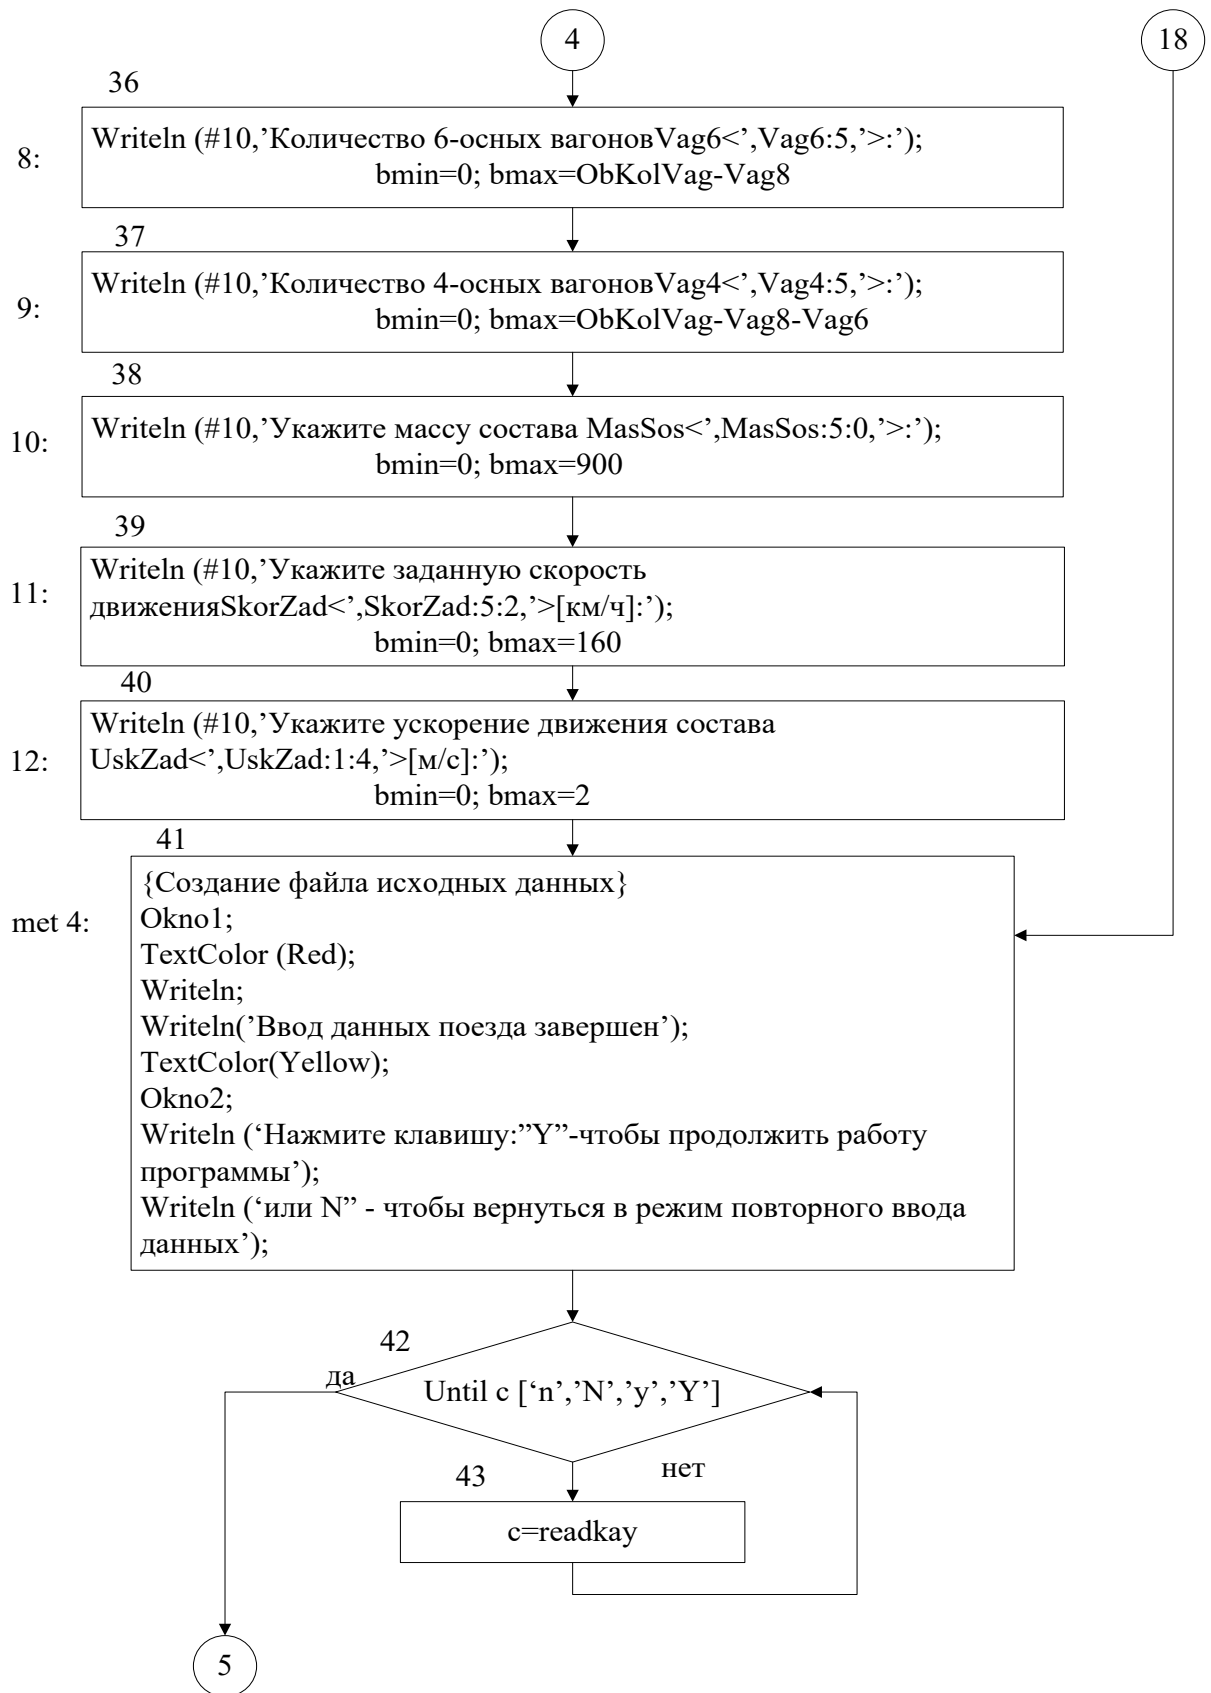 4
18
36
8:
Writeln (#10,’Количество 6-осных вагоновVag6<’,Vag6:5,’>:’);
bmin=0; bmax=ObKolVag-Vag8
37
9:
Writeln (#10,’Количество 4-осных вагоновVag4<’,Vag4:5,’>:’);
bmin=0; bmax=ObKolVag-Vag8-Vag6
38
10:
Writeln (#10,’Укажите массу состава MasSos<’,MasSos:5:0,’>:’);
bmin=0; bmax=900
39
11:
Writeln (#10,’Укажите заданную скорость
движенияSkorZad<’,SkorZad:5:2,’>[км/ч]:’);
bmin=0; bmax=160
40
12:
Writeln (#10,’Укажите ускорение движения состава
UskZad<’,UskZad:1:4,’>[м/с]:’);
bmin=0; bmax=2
41
met 4:
{Создание файла исходных данных}
Okno1;
TextColor (Red);
Writeln;
Writeln(’Ввод данных поезда завершен’);
TextColor(Yellow);
Okno2;
Writeln (‘Нажмите клавишу:”Y”-чтобы продолжить работу
программы’);
Writeln (‘или N” - чтобы вернуться в режим повторного ввода
данных’);
42
да
Until c [‘n’,’N’,’y’,’Y’]
43
нет
c=readkay
5